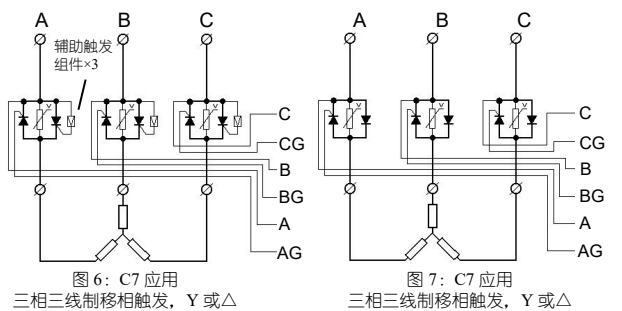 A B C
辅助触发
组件×3
V V V
C
CG
B
BG
A
AG
图 6：C7 应用
三相三线制移相触发，Y 或△
A B C
V V V
C
CG
B
BG
A
AG
图 7：C7 应用
三相三线制移相触发，Y 或△